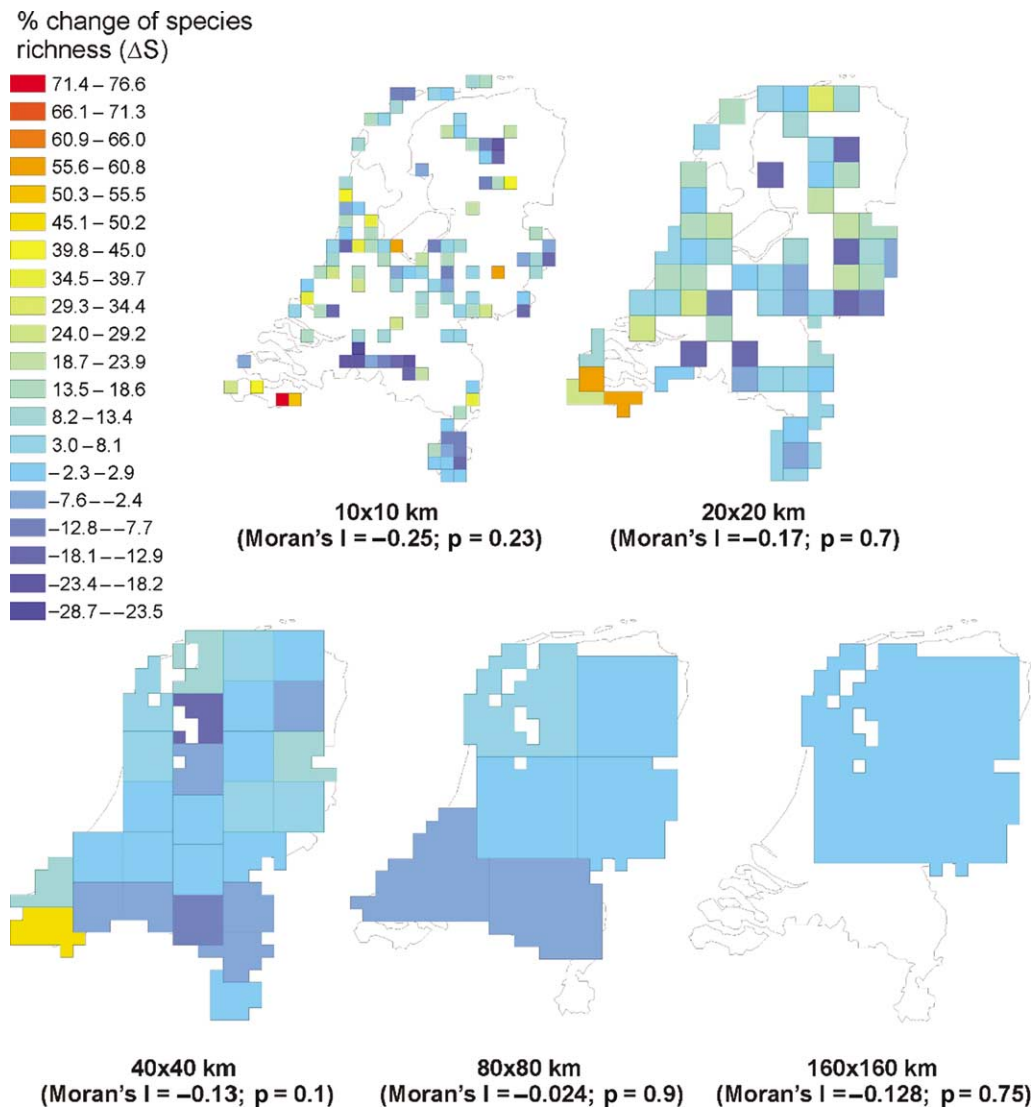 % change of species
richness (ΔS)
71.4 – 76.6
66.1 – 71.3
60.9 – 66.0
55.6 – 60.8
50.3 – 55.5
45.1 – 50.2
39.8 – 45.0
34.5 – 39.7
29.3 – 34.4
24.0 – 29.2
18.7 – 23.9
13.5 – 18.6
8.2 – 13.4
3.0 – 8.1
–2.3 – 2.9
–7.6 – –2.4
–12.8 – –7.7
–18.1 – –12.9
–23.4 – –18.2
–28.7 – –23.5
10x10 km
(Moran's I = –0.25; p = 0.23)
20x20 km
(Moran's I =–0.17; p = 0.7)
40x40 km
(Moran's I = –0.13; p = 0.1)
80x80 km
(Moran's I = –0.024; p = 0.9)
160x160 km
(Moran's I = –0.128; p = 0.75)